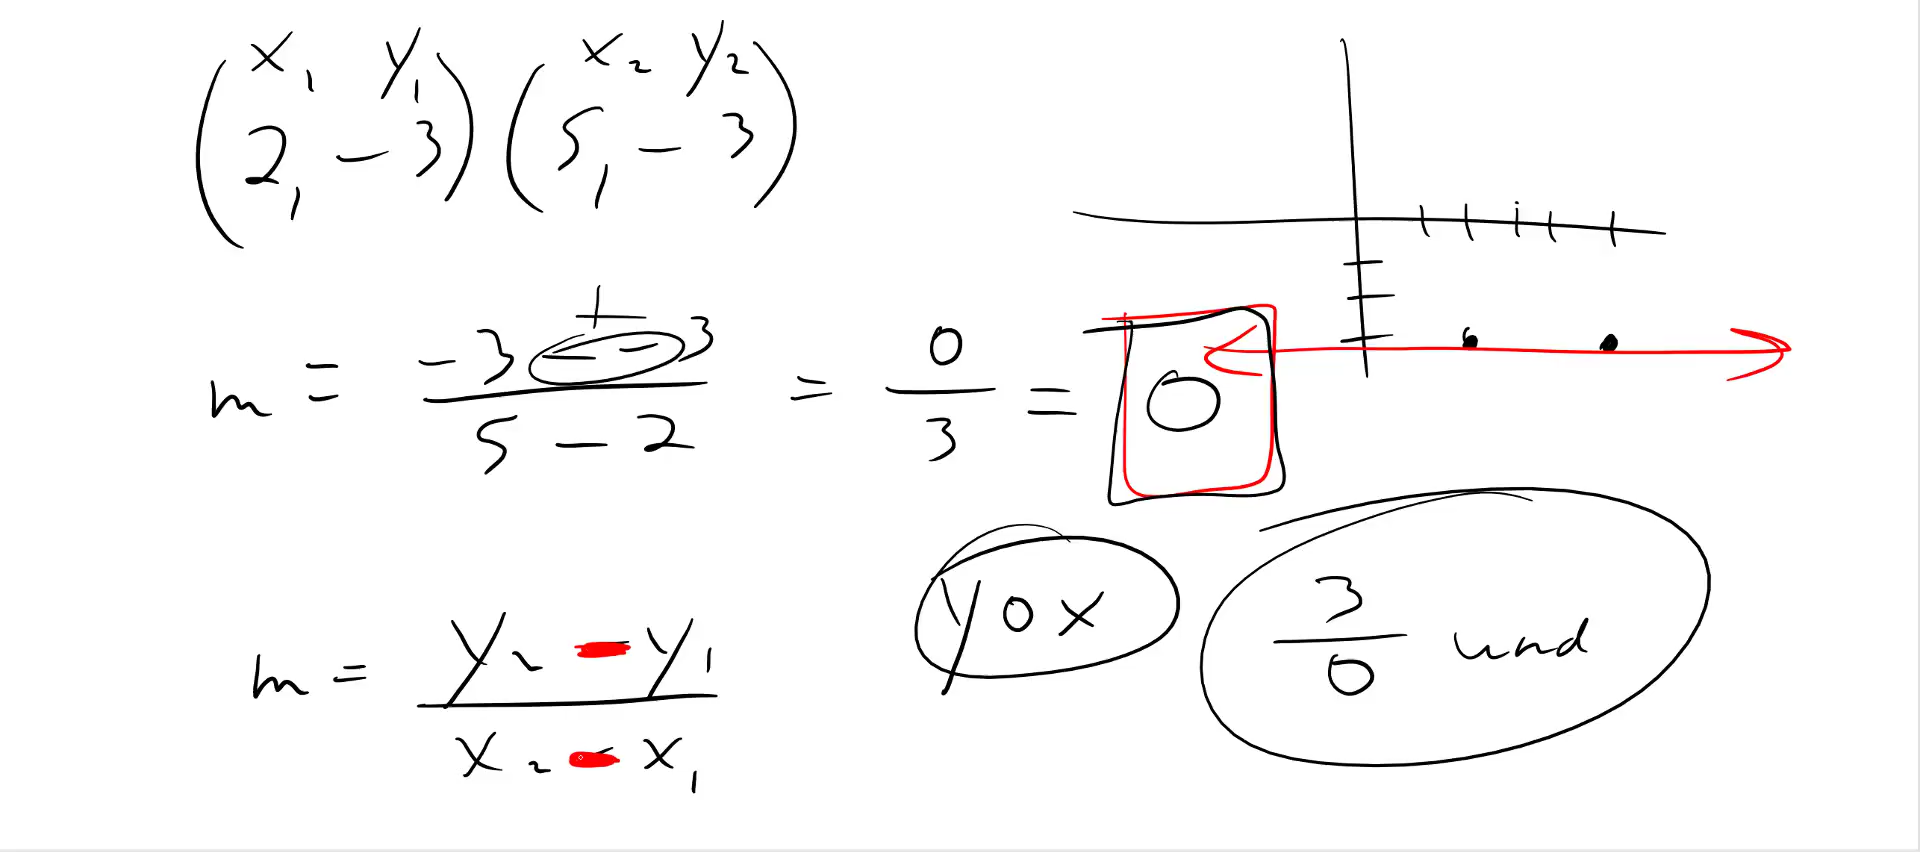 x₁ y₁ x₂ y₂
(2, -3) (5, -3)
m = (-3 - -3)/(5 - 2) = 0/3 = 0
+
y0x
3/0 und
m = (y₂ - y₁)/(x₂ - x₁)